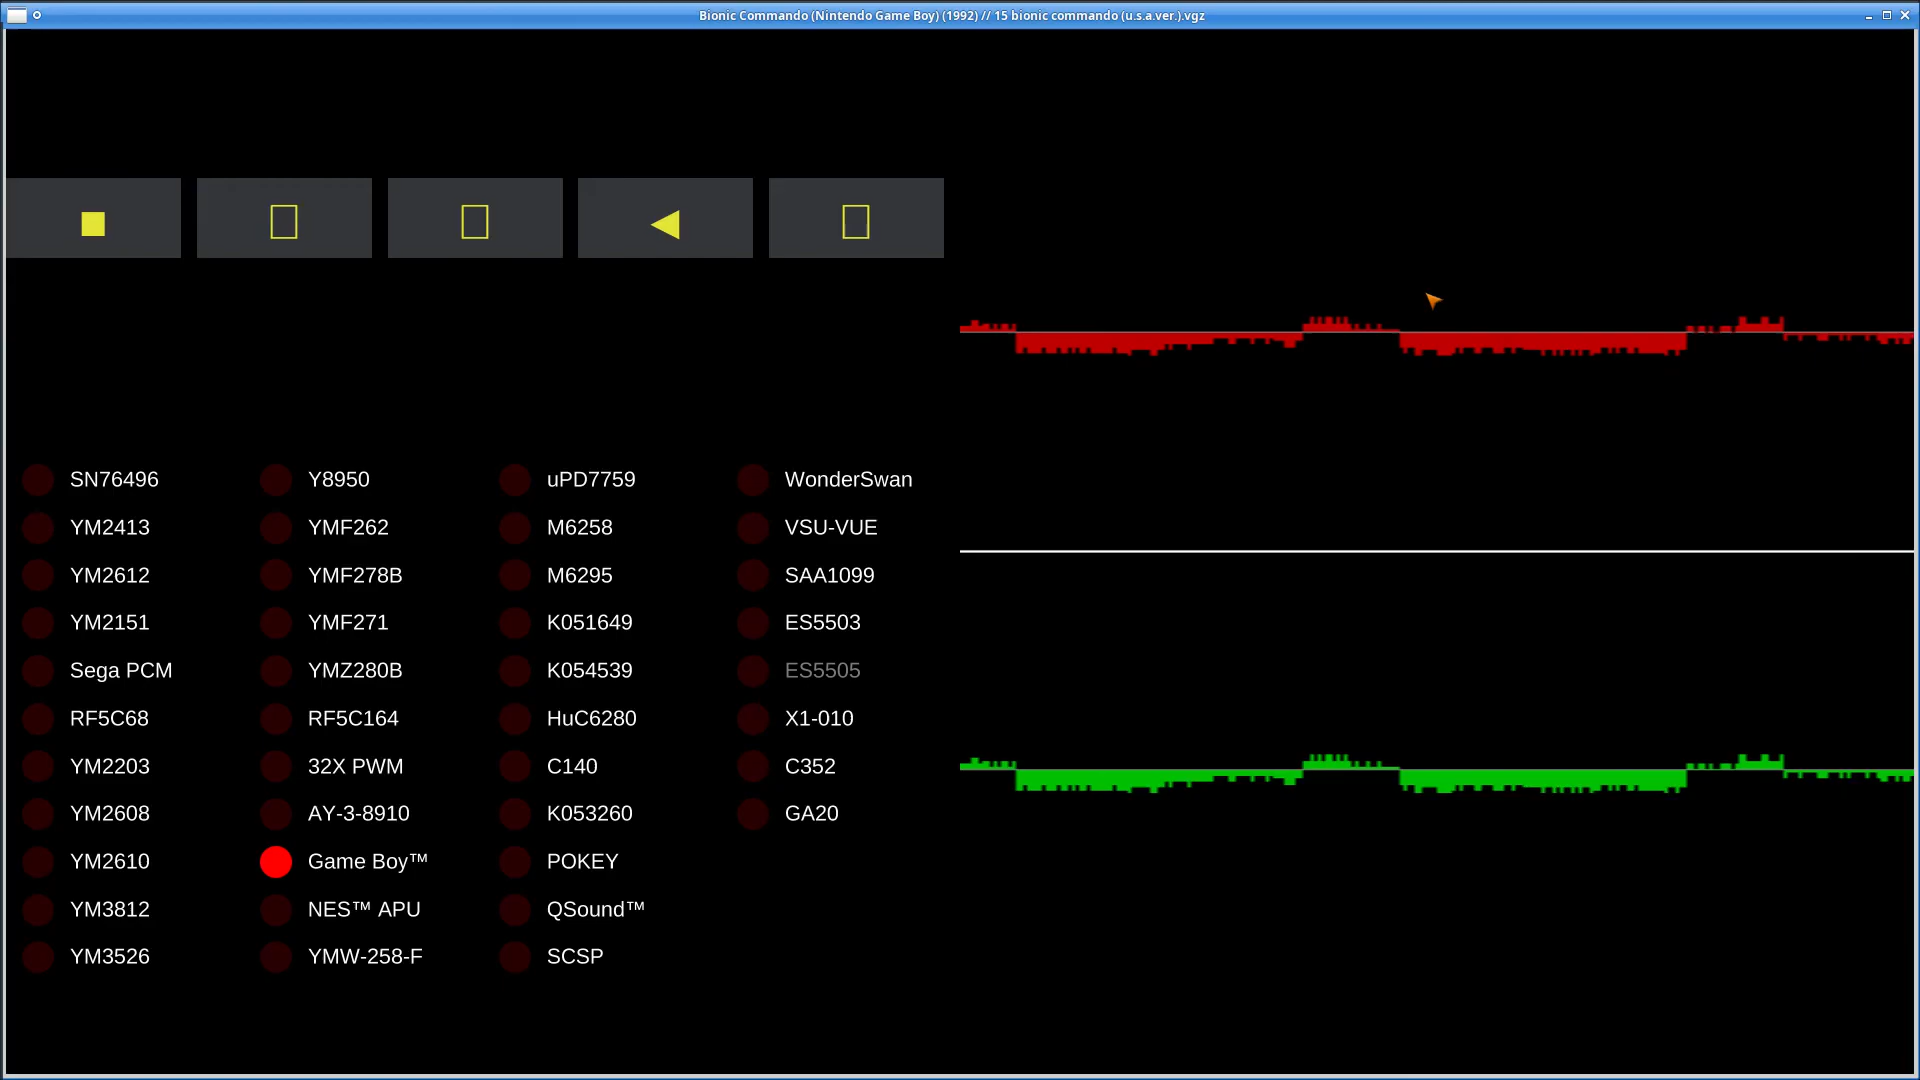 Bionic Commando (Nintendo Game Boy) (1992) // 15 bionic commando (u.s.a.ver.).vgz
SN76496
YM2413
YM2612
YM2151
Sega PCM
RF5C68
YM2203
YM2608
YM2610
YM3812
YM3526
Y8950
YMF262
YMF278B
YMF271
YMZ280B
RF5C164
32X PWM
AY-3-8910
Game Boy™
NES™ APU
YMW-258-F
uPD7759
M6258
M6295
K051649
K054539
HuC6280
C140
K053260
POKEY
QSound™
SCSP
WonderSwan
VSU-VUE
SAA1099
ES5503
ES5505
X1-010
C352
GA20